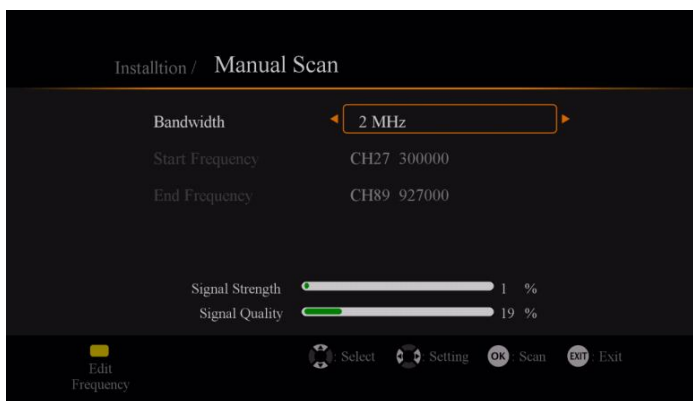 Installtion / Manual Scan
Bandwidth 2 MHz
Start Frequency CH27 300000
End Frequency CH89 927000
Signal Strength 1 %
Signal Quality 19 %
Edit Frequency : Select : Setting OK : Scan EXIT : Exit